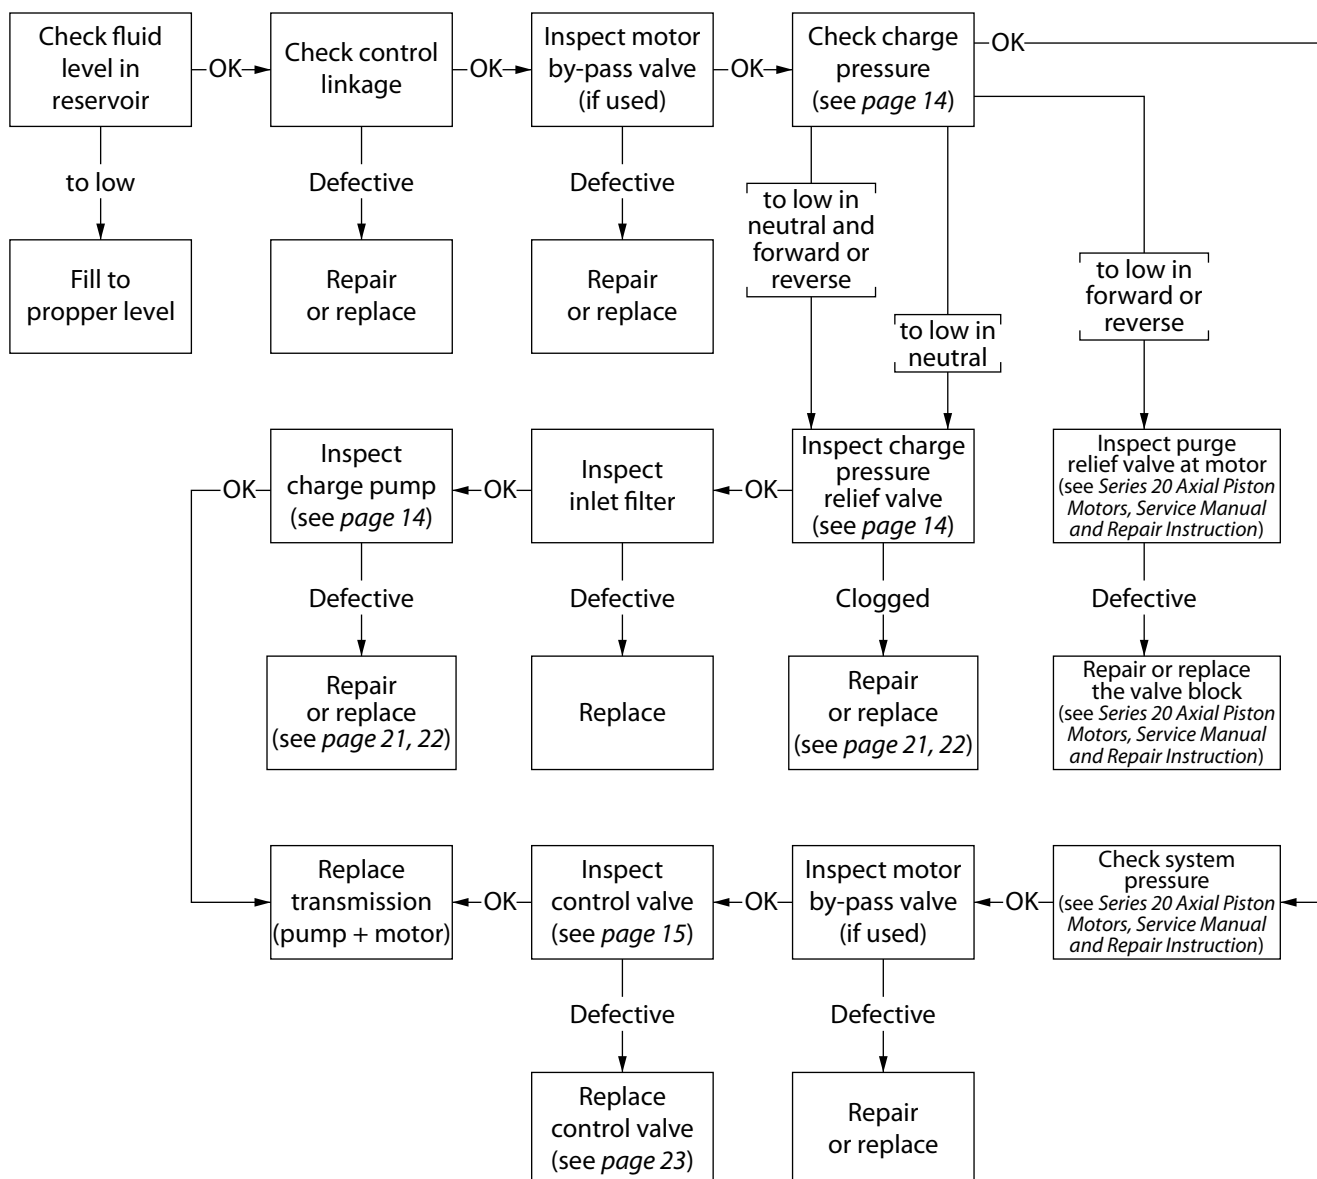 Check fluid
level in
reservoir
OK
Check control
linkage
OK
Inspect motor
by-pass valve
(if used)
OK
Check charge
pressure
(see page 14)
OK
to low
Defective
Defective
to low in
neutral and
forward or
reverse
to low in
neutral
to low in
forward or
reverse
Fill to
propper level
Repair
or replace
Repair
or replace
OK
Inspect
charge pump
(see page 14)
OK
Inspect
inlet filter
OK
Inspect charge
pressure
relief valve
(see page 14)
Inspect purge
relief valve at motor
(see Series 20 Axial Piston
Motors, Service Manual
and Repair Instruction)
Defective
Defective
Clogged
Defective
Repair
or replace
(see page 21, 22)
Replace
Repair
or replace
(see page 21, 22)
Repair or replace
the valve block
(see Series 20 Axial Piston
Motors, Service Manual
and Repair Instruction)
Replace
transmission
(pump + motor)
OK
Inspect
control valve
(see page 15)
OK
Inspect motor
by-pass valve
(if used)
OK
Check system
pressure
(see Series 20 Axial Piston
Motors, Service Manual
and Repair Instruction)
Defective
Defective
Replace
control valve
(see page 23)
Repair
or replace